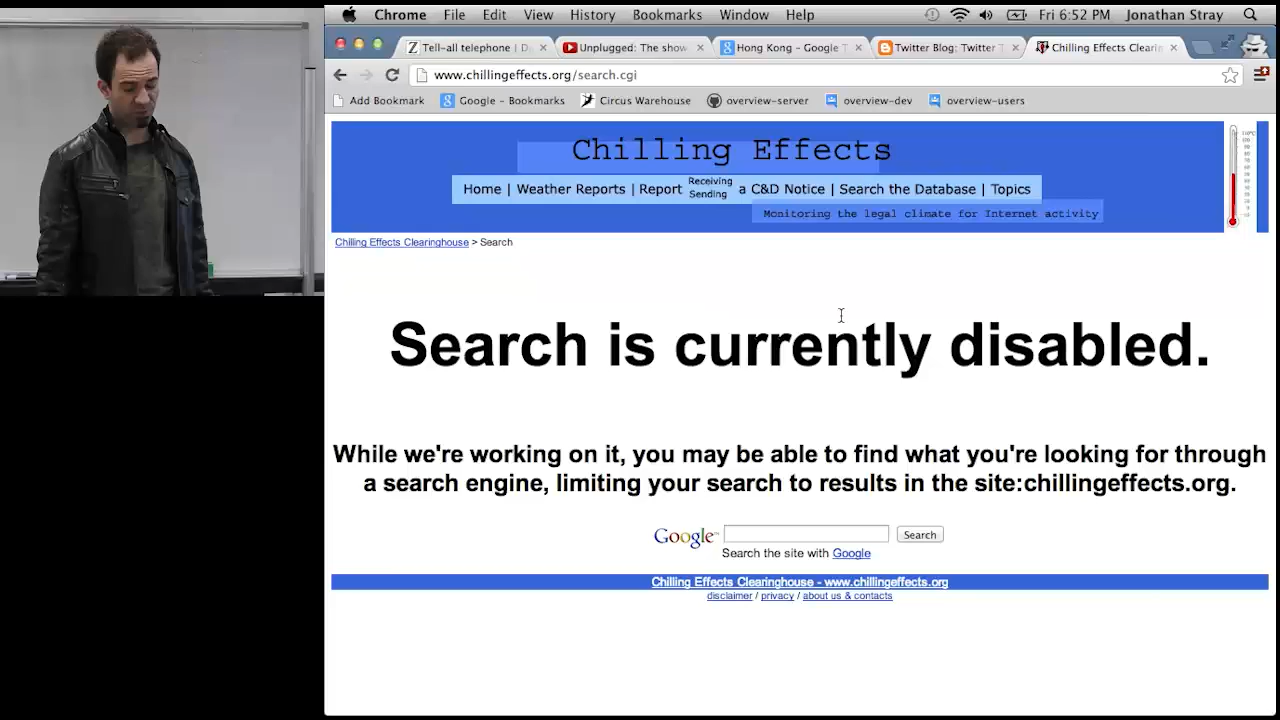 Chrome File Edit View History Bookmarks Window Help Fri 6:52 PM Jonathan Stray
Tell-all telephone | D
Unplugged: The show
Hong Kong - Google T
Twitter Blog: Twitter T
Chilling Effects Clearin
www.chillingeffects.org/search.cgi
Add Bookmark Google - Bookmarks Circus Warehouse overview-server overview-dev overview-users
Chilling Effects
Home | Weather Reports | Report Receiving Sending a C&D Notice | Search the Database | Topics
Monitoring the legal climate for Internet activity
Chilling Effects Clearinghouse > Search
Search is currently disabled.
While we're working on it, you may be able to find what you're looking for through
a search engine, limiting your search to results in the site:chillingeffects.org.
Google Search
Search the site with Google
Chilling Effects Clearinghouse - www.chillingeffects.org
disclaimer / privacy / about us & contacts